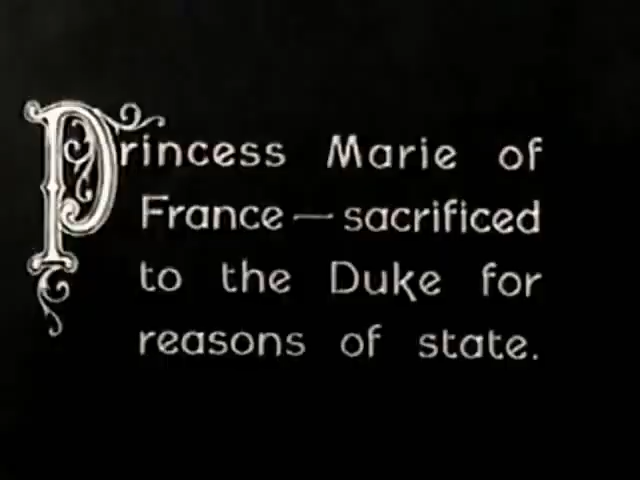 Princess Marie of
France — sacrificed
to the Duke for
reasons of state.